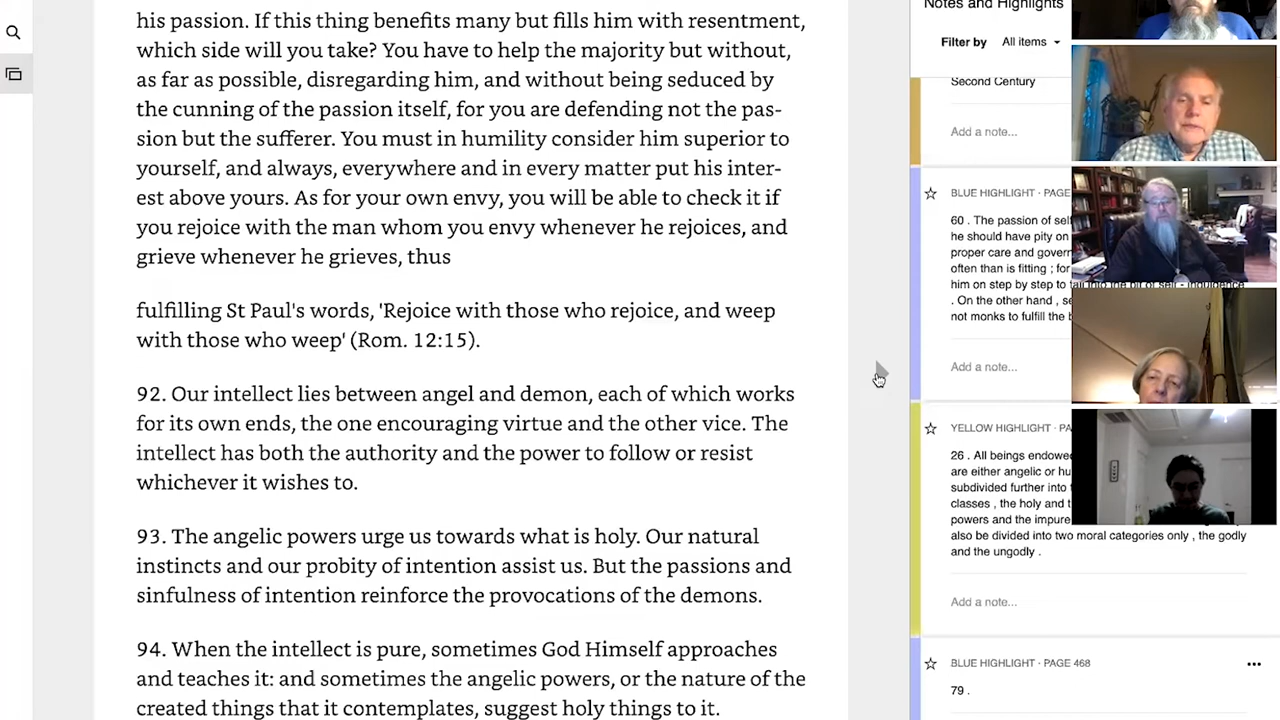 his passion. If this thing benefits many but fills him with resentment,
which side will you take? You have to help the majority but without,
as far as possible, disregarding him, and without being seduced by
the cunning of the passion itself, for you are defending not the pas-
sion but the sufferer. You must in humility consider him superior to
yourself, and always, everywhere and in every matter put his inter-
est above yours. As for your own envy, you will be able to check it if
you rejoice with the man whom you envy whenever he rejoices, and
grieve whenever he grieves, thus
fulfilling St Paul's words, 'Rejoice with those who rejoice, and weep
with those who weep' (Rom. 12:15).
92. Our intellect lies between angel and demon, each of which works
for its own ends, the one encouraging virtue and the other vice. The
intellect has both the authority and the power to follow or resist
whichever it wishes to.
93. The angelic powers urge us towards what is holy. Our natural
instincts and our probity of intention assist us. But the passions and
sinfulness of intention reinforce the provocations of the demons.
94. When the intellect is pure, sometimes God Himself approaches
and teaches it: and sometimes the angelic powers, or the nature of the
created things that it contemplates, suggest holy things to it.
Notes and Highlights
Filter by All items
Second Century
Add a note...
BLUE HIGHLIGHT · PAGE
60 . The passion of
he should have pity on
proper care and
often than is fitting ; for
him on step by step to fall into the pit of self - indulgence
. On the other hand ,
not monks to fulfill the
Add a note...
YELLOW HIGHLIGHT ·
26 . All beings
are either angelic or
subdivided further into
classes , the holy and
powers and the impure
also be divided into two moral categories only , the godly
and the ungodly .
Add a note...
BLUE HIGHLIGHT · PAGE 468
79 .